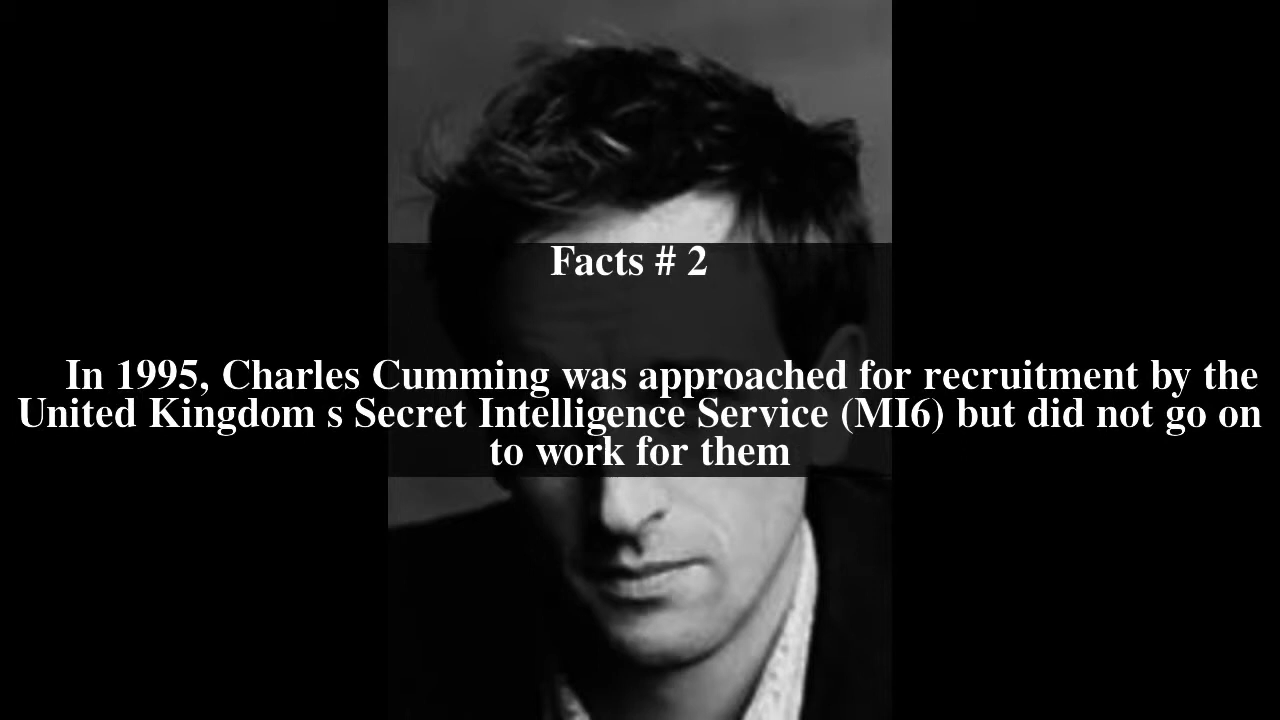 Facts # 2
In 1995, Charles Cumming was approached for recruitment by the
United Kingdom s Secret Intelligence Service (MI6) but did not go on
to work for them